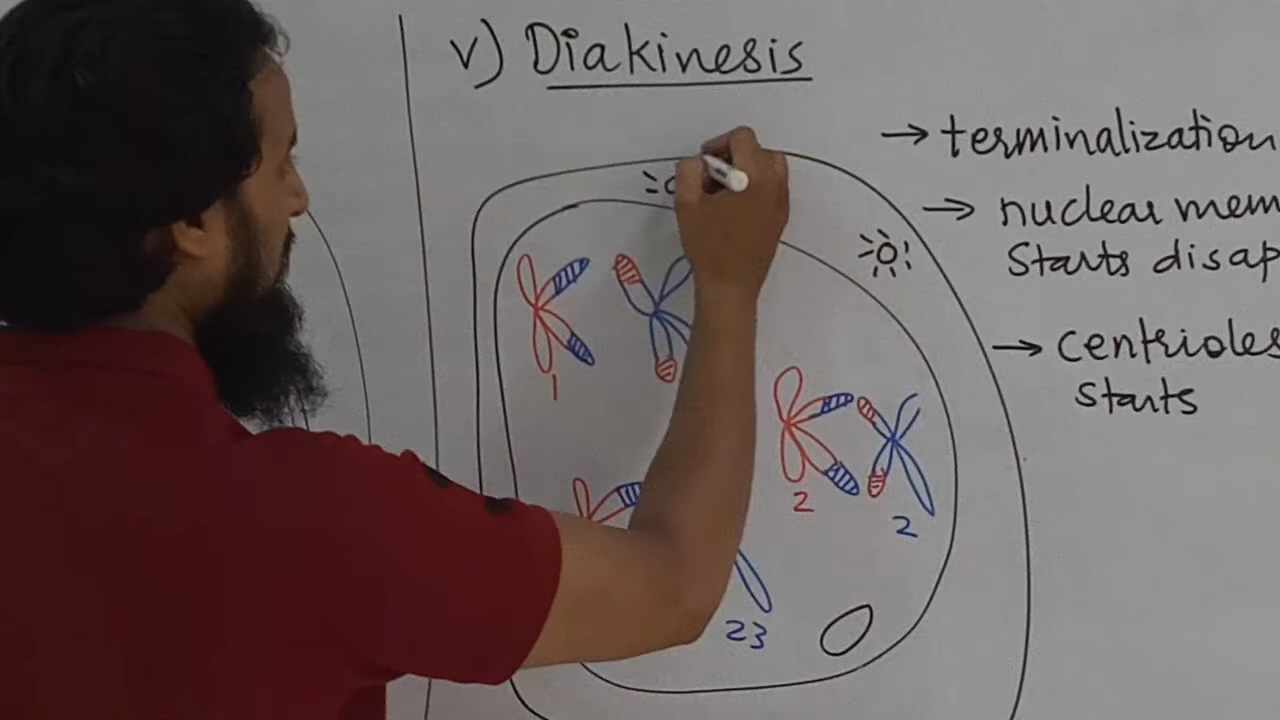 v) Diakinesis
→ terminalization
→ nuclear mem
Starts disap
→ centrioles
Starts
1
2
2
23